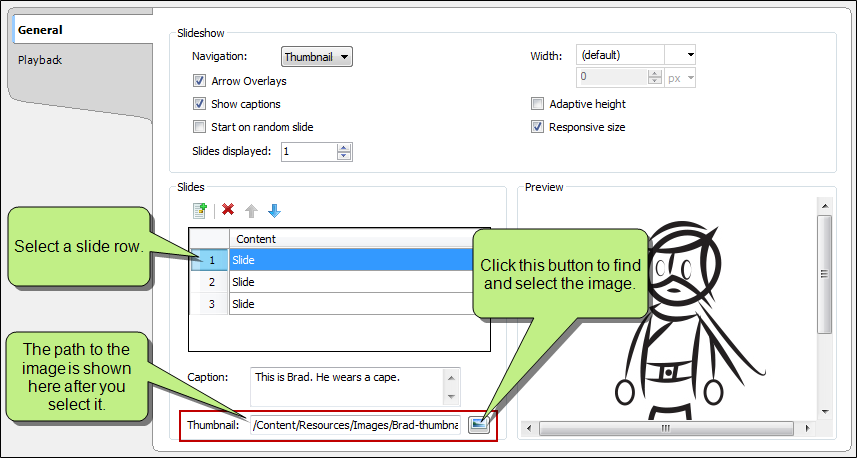 General
Playback
Slideshow
Navigation: Thumbnail
Width: (default)
0 px
Arrow Overlays
Show captions
Adaptive height
Start on random slide
Responsive size
Slides displayed: 1
Slides
Preview
Content
1 Slide
2 Slide
3 Slide
Select a slide row.
Click this button to find
and select the image.
The path to the
image is shown
here after you
select it.
Caption: This is Brad. He wears a cape.
Thumbnail: /Content/Resources/Images/Brad-thumbna